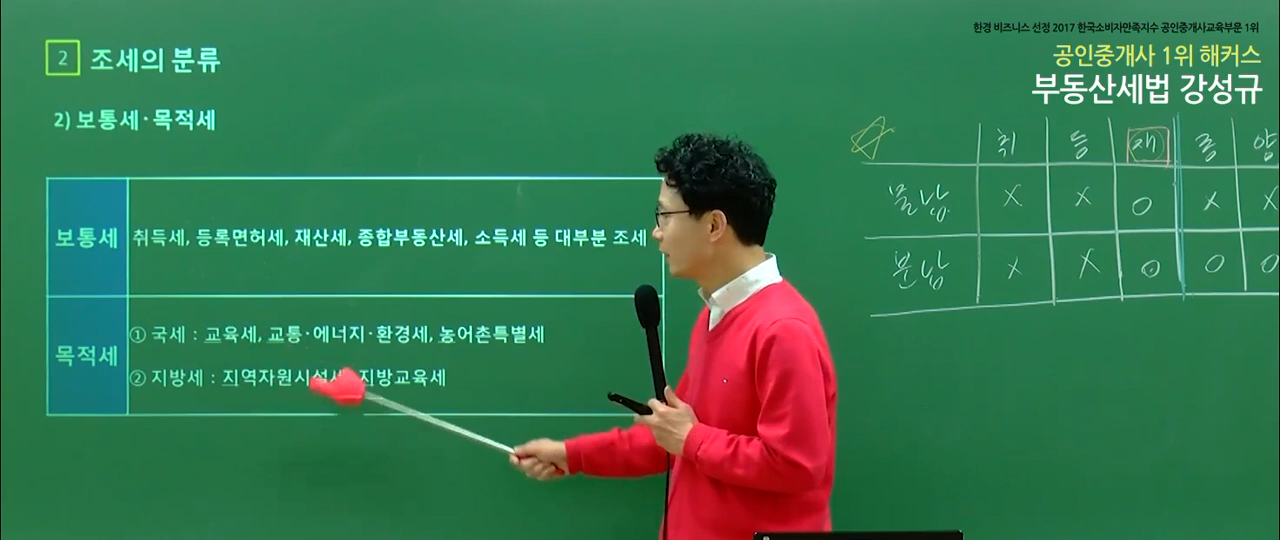 한경 비즈니스 선정 2017 한국소비자만족지수 공인중개사교육부문 1위
공인중개사 1위 해커스
부동산세법 강성규
2 조세의 분류
2) 보통세·목적세
보통세 취득세, 등록면허세, 재산세, 종합부동산세, 소득세 등 대부분 조세
목적세
① 국세 : 교육세, 교통·에너지·환경세, 농어촌특별세
② 지방세 : 지역자원시설세, 지방교육세
취 등 재 종 양
물납 X X O X X
분납 X X O O O